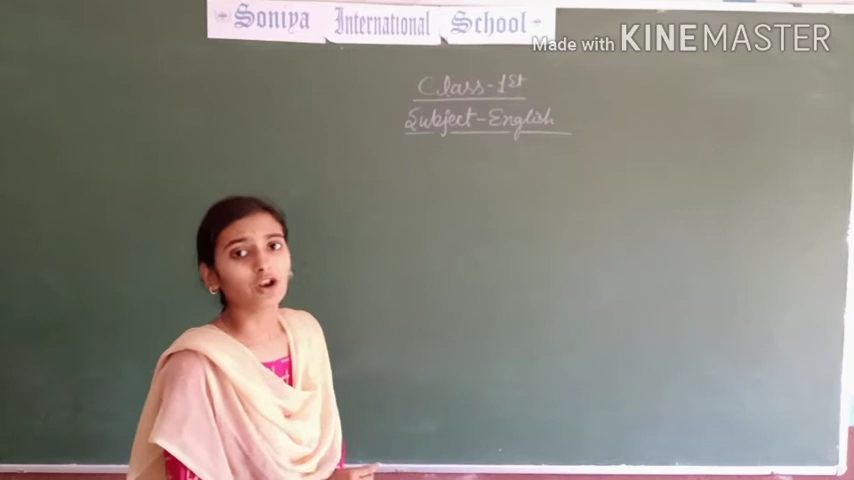 Soniya International School
Made with KINEMASTER
Class-1st
Subject-English